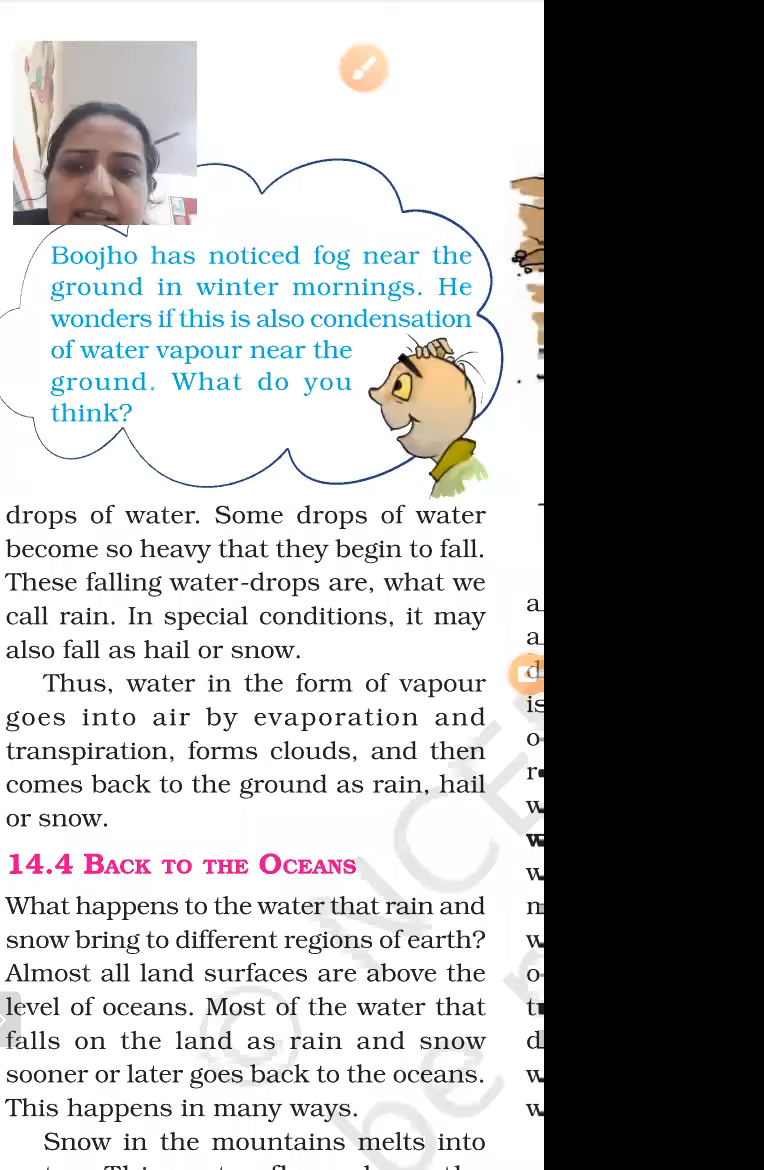 Boojho has noticed fog near the
ground in winter mornings. He
wonders if this is also condensation
of water vapour near the
ground. What do you
think?
drops of water. Some drops of water
become so heavy that they begin to fall.
These falling water-drops are, what we
call rain. In special conditions, it may
also fall as hail or snow.
Thus, water in the form of vapour
goes into air by evaporation and
transpiration, forms clouds, and then
comes back to the ground as rain, hail
or snow.
14.4 BACK TO THE OCEANS
What happens to the water that rain and
snow bring to different regions of earth?
Almost all land surfaces are above the
level of oceans. Most of the water that
falls on the land as rain and snow
sooner or later goes back to the oceans.
This happens in many ways.
Snow in the mountains melts into